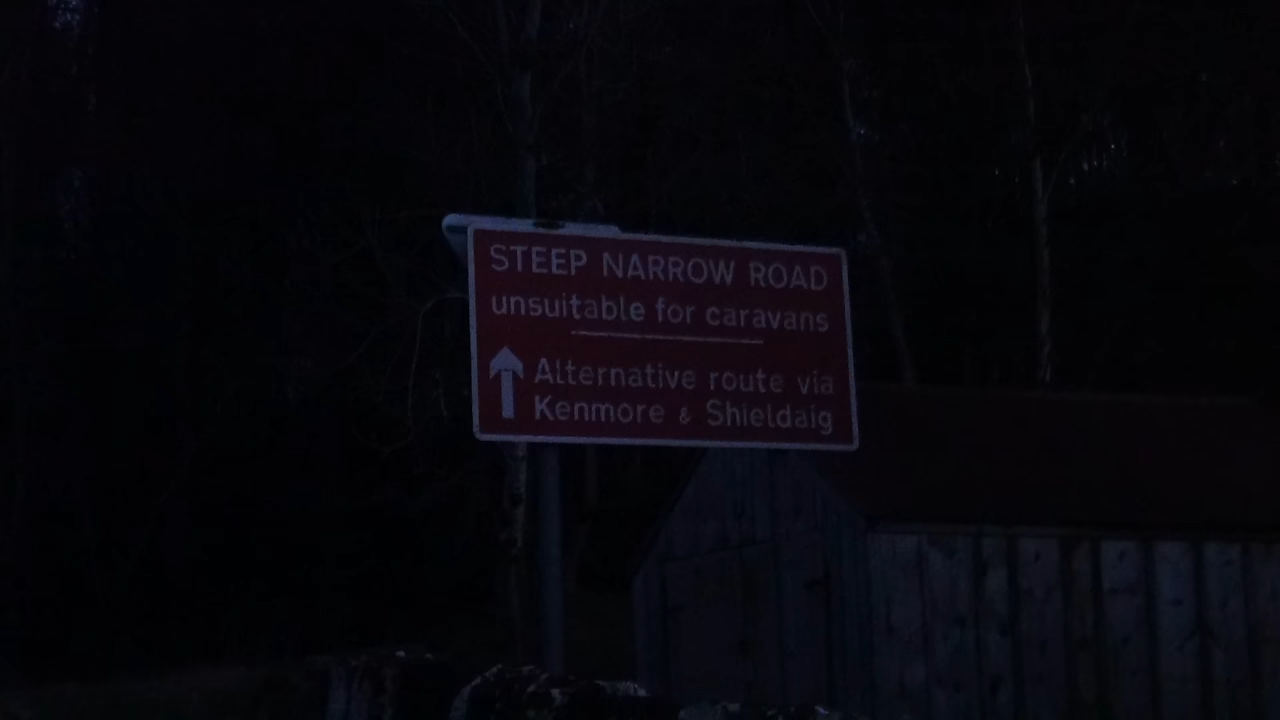 STEEP NARROW ROAD
unsuitable for caravans
Alternative route via
Kenmore & Shieldaig